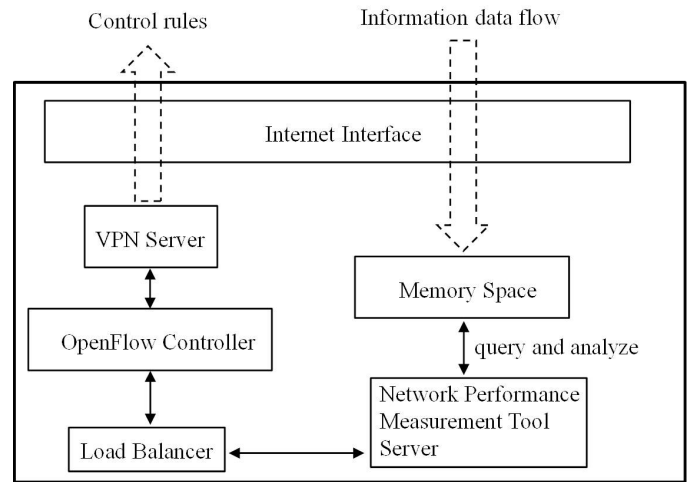 Control rules
Information data flow
Internet Interface
VPN Server
Memory Space
OpenFlow Controller
query and analyze
Network Performance
Measurement Tool
Server
Load Balancer